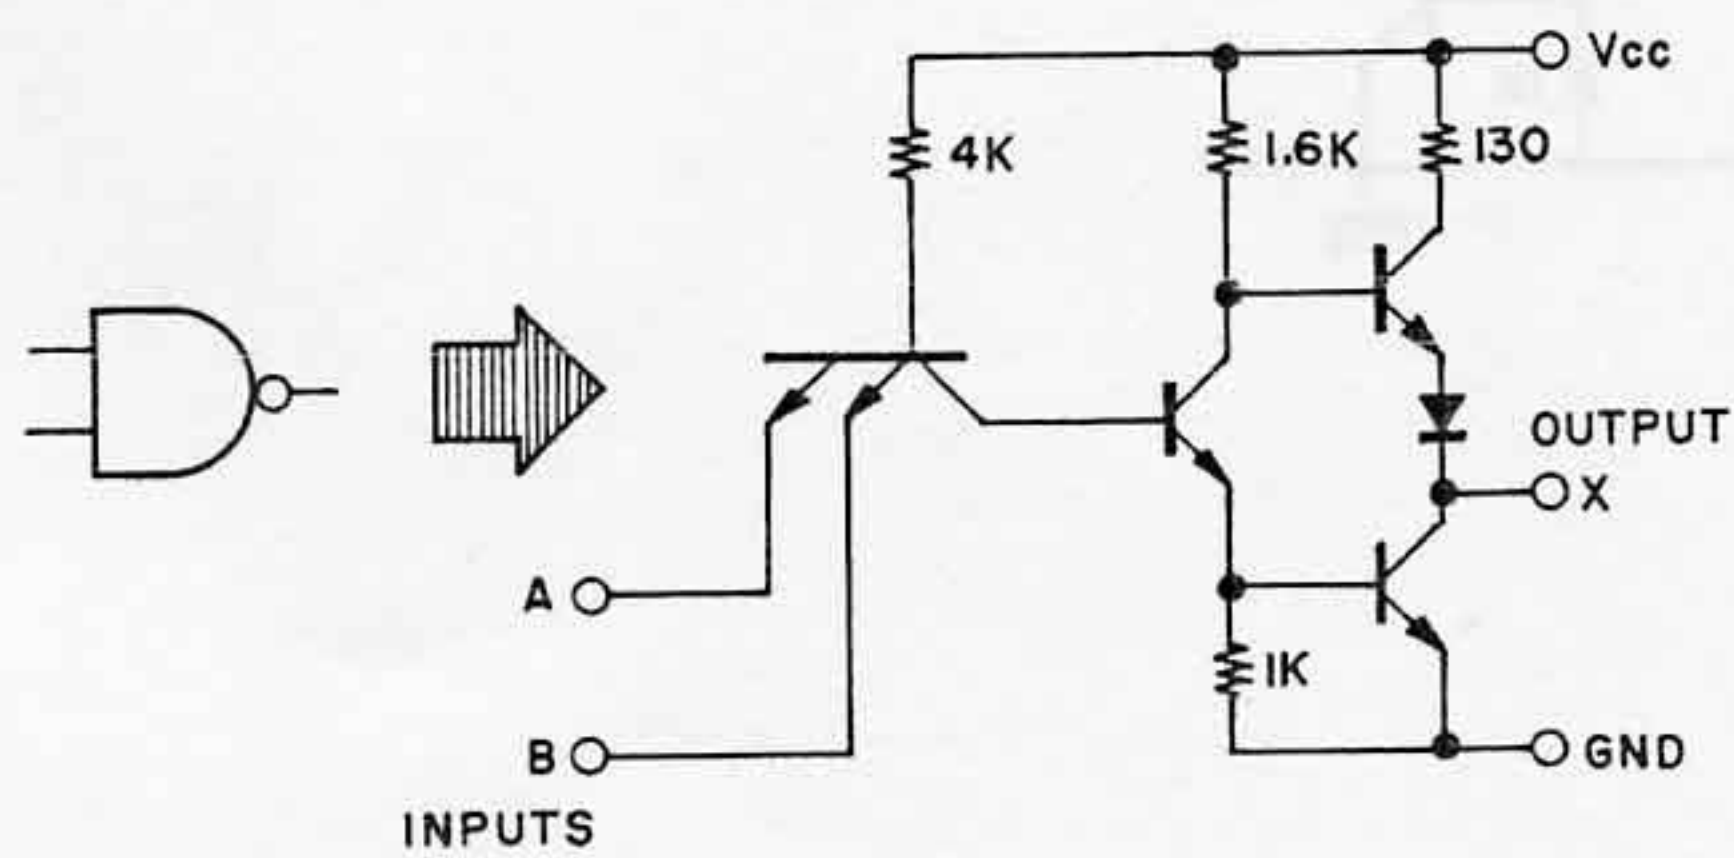 Vcc
4K
1.6K
130
OUTPUT
X
A
1K
B
GND
INPUTS